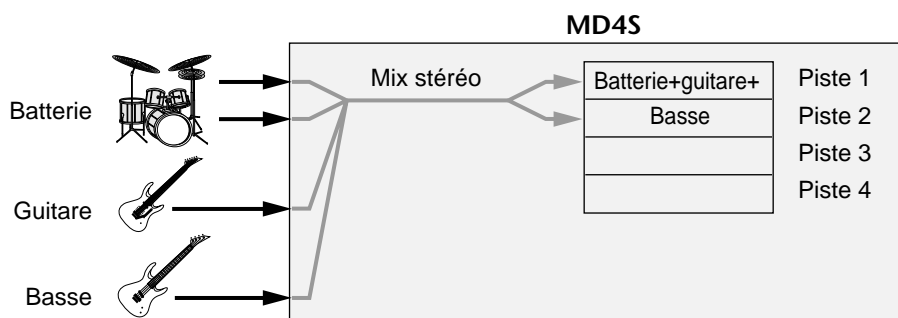 MD4S
Mix stéréo
Batterie+guitare+
Piste 1
Batterie
Basse
Piste 2
Piste 3
Piste 4
Guitare
Basse